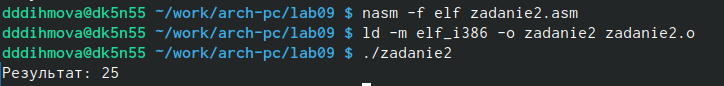 dddihmova@dk5n55 ~/work/arch-pc/lab09 $ nasm -f elf zadanie2.asm
dddihmova@dk5n55 ~/work/arch-pc/lab09 $ ld -m elf_i386 -o zadanie2 zadanie2.o
dddihmova@dk5n55 ~/work/arch-pc/lab09 $ ./zadanie2
Результат: 25